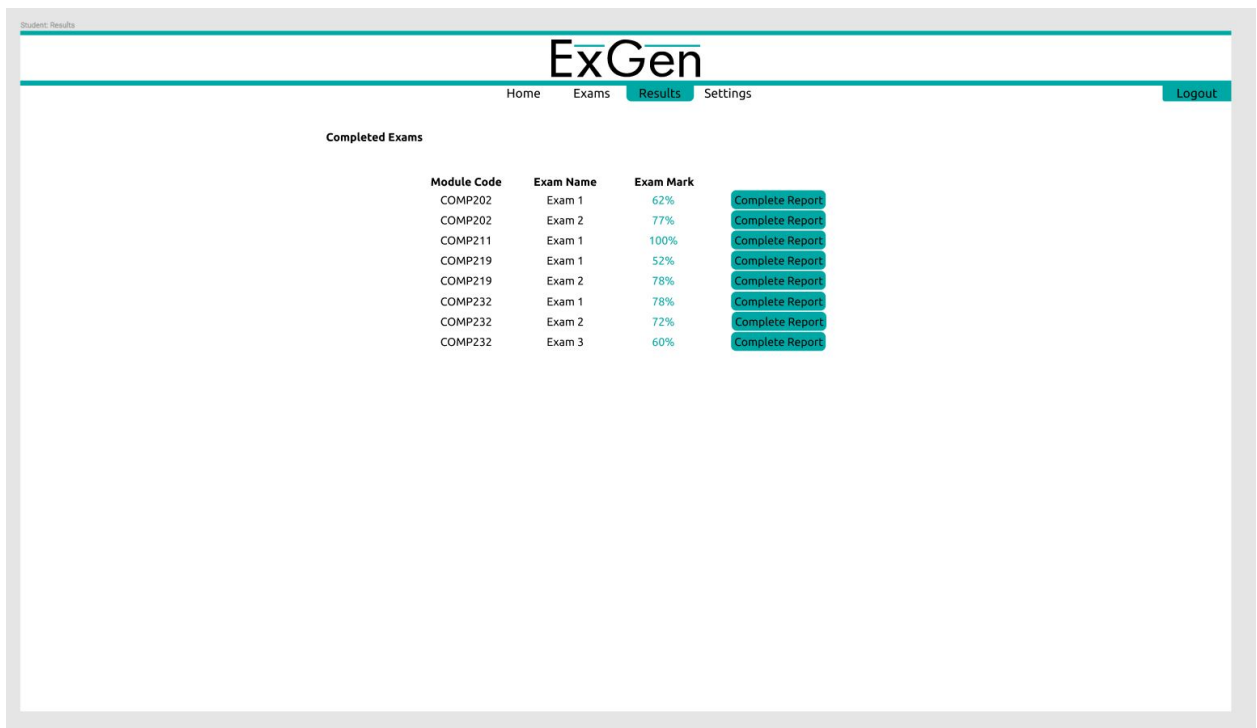 Student: Results
ExGen
Home Exams Results Settings Logout
Completed Exams
Module Code Exam Name Exam Mark
COMP202 Exam 1 62% Complete Report
COMP202 Exam 2 77% Complete Report
COMP211 Exam 1 100% Complete Report
COMP219 Exam 1 52% Complete Report
COMP219 Exam 2 78% Complete Report
COMP232 Exam 1 78% Complete Report
COMP232 Exam 2 72% Complete Report
COMP232 Exam 3 60% Complete Report